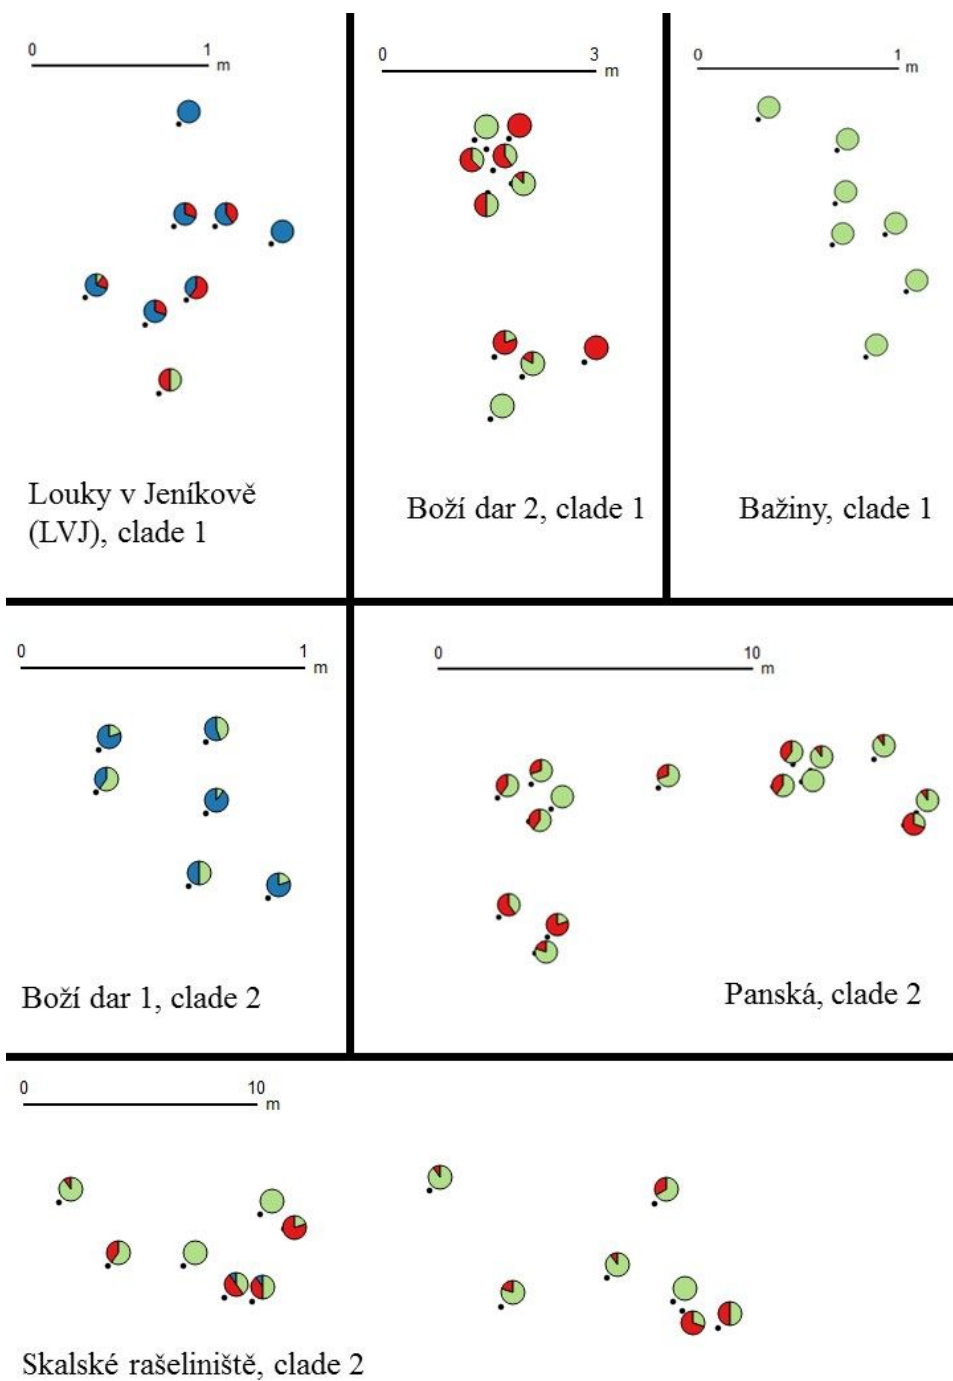 0 1 m
0 3 m
0 1 m
Louky v Jeníkově
(LVJ), clade 1
Boží dar 2, clade 1
Bažiny, clade 1
0 1 m
0 10 m
Boží dar 1, clade 2
Panská, clade 2
0 10 m
Skalské rašeliniště, clade 2